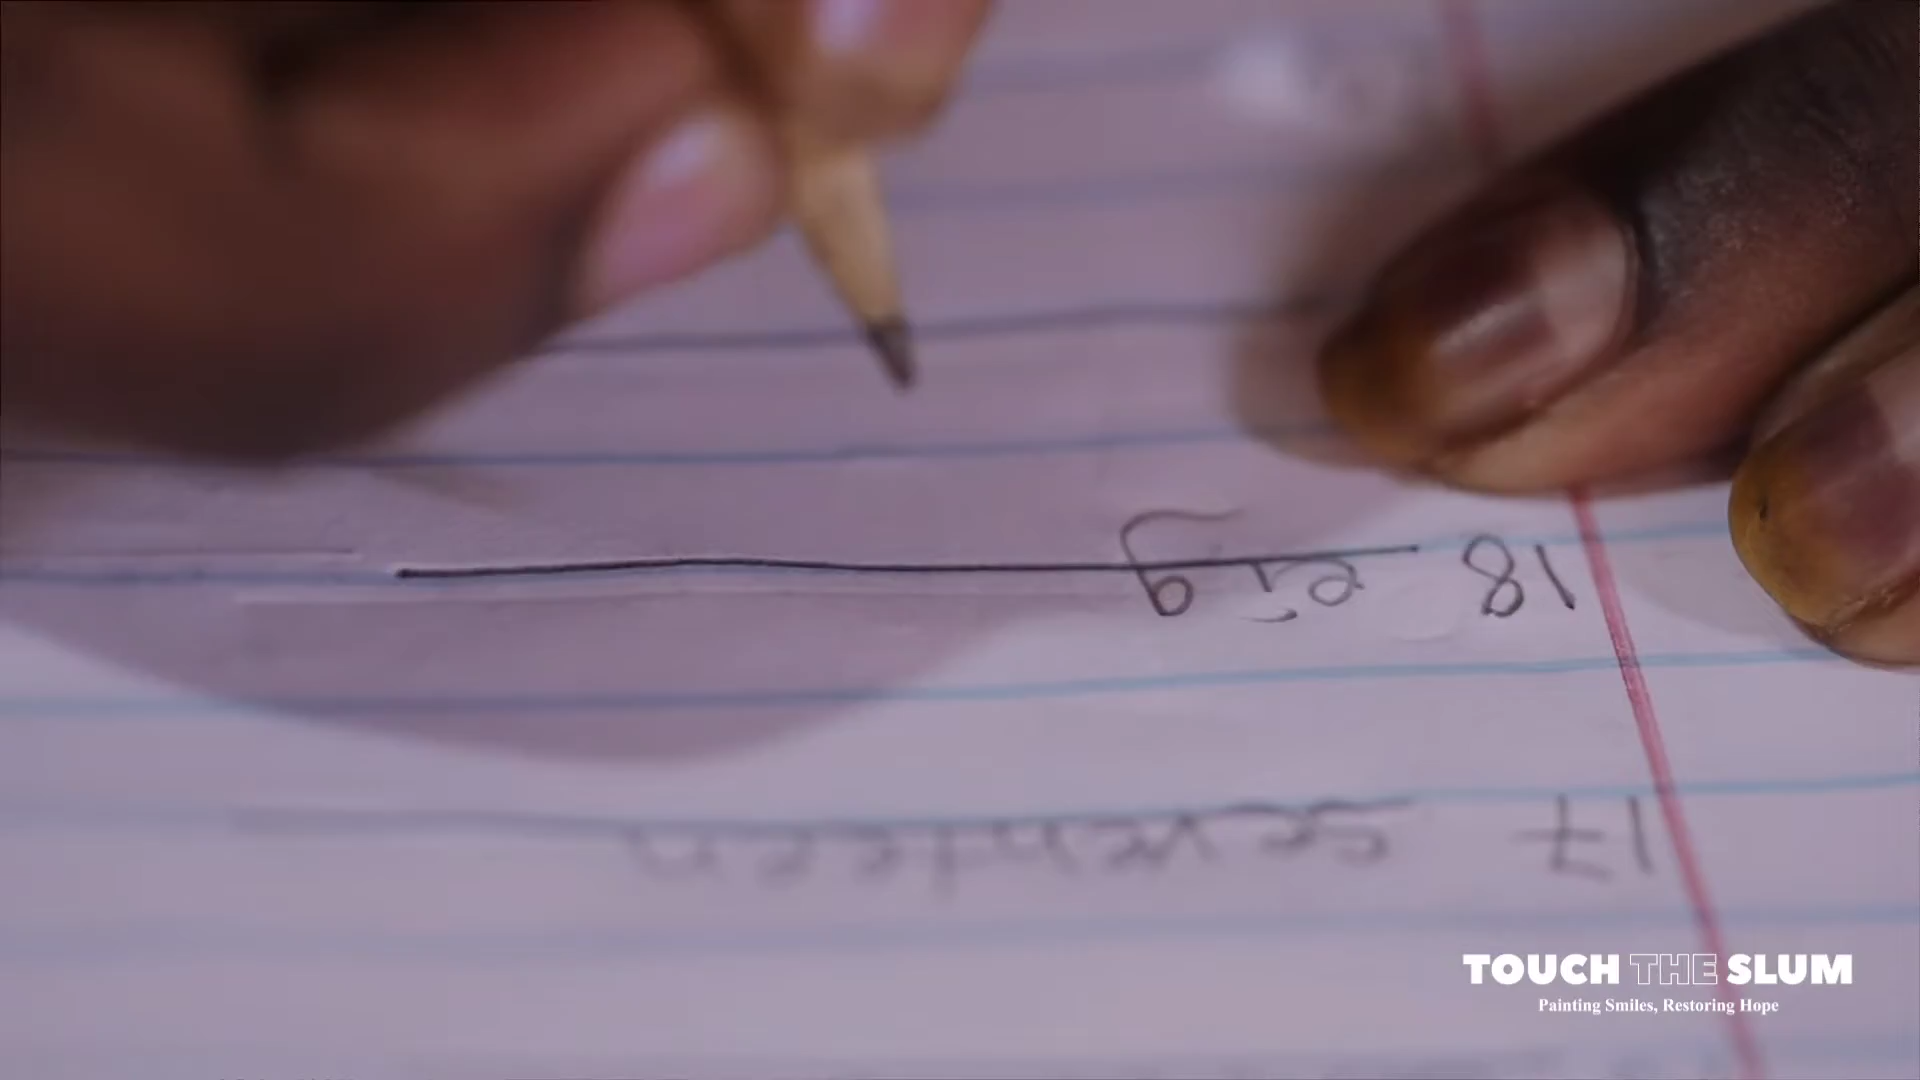 17 seventeen
18 eig
TOUCH THE SLUM
Painting Smiles, Restoring Hope